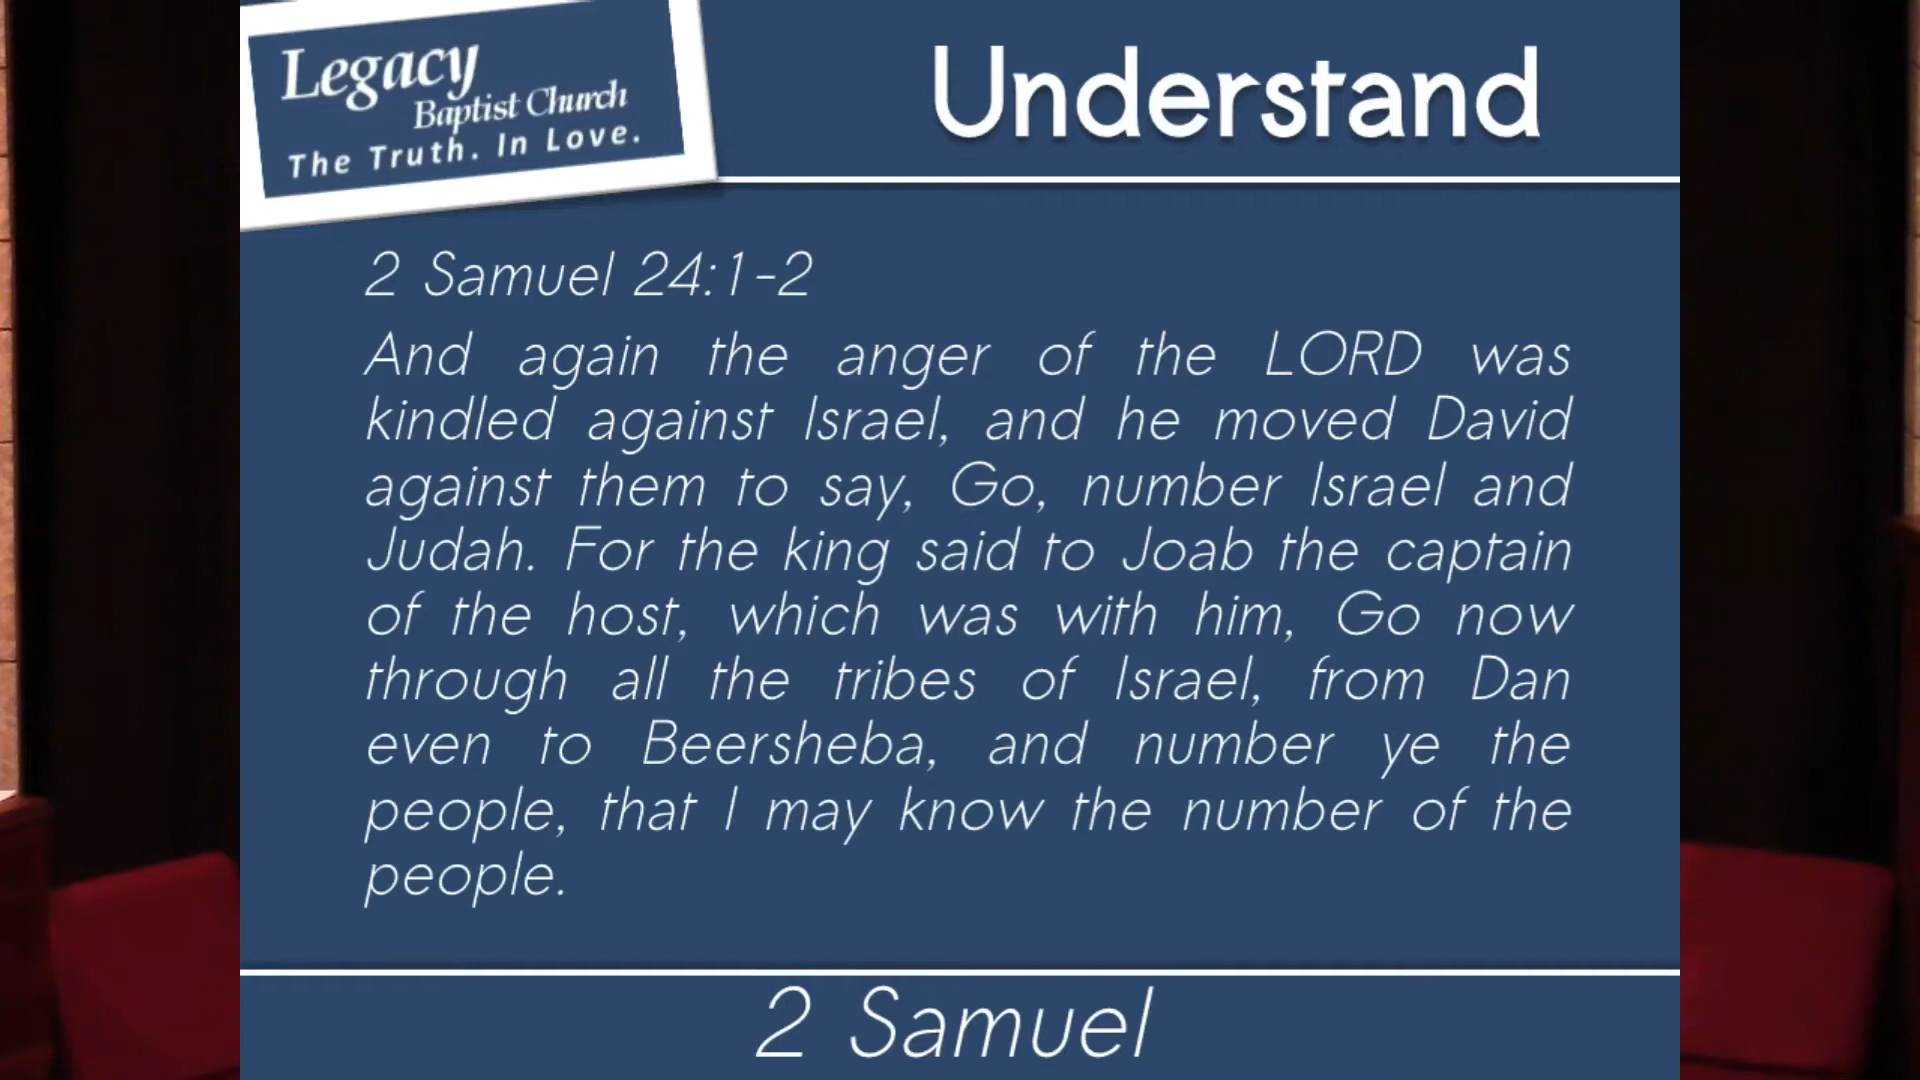 Legacy
Baptist Church
The Truth. In Love.
Understand
2 Samuel 24:1-2
And again the anger of the LORD was
kindled against Israel, and he moved David
against them to say, Go, number Israel and
Judah. For the king said to Joab the captain
of the host, which was with him, Go now
through all the tribes of Israel, from Dan
even to Beersheba, and number ye the
people, that I may know the number of the
people.
2 Samuel